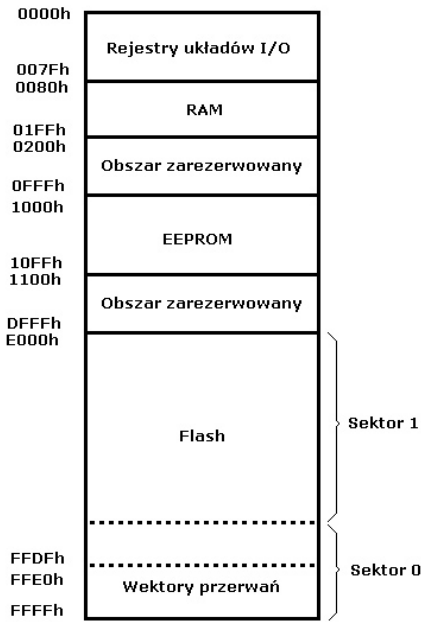 0000h
Rejestry układów I/O
007Fh
0080h
RAM
01FFh
0200h
Obszar zarezerwowany
0FFFh
1000h
EEPROM
10FFh
1100h
Obszar zarezerwowany
DFFFh
E000h
Sektor 1
Flash
FFDFh
Sektor 0
FFE0h
Wektory przerwań
FFFFh